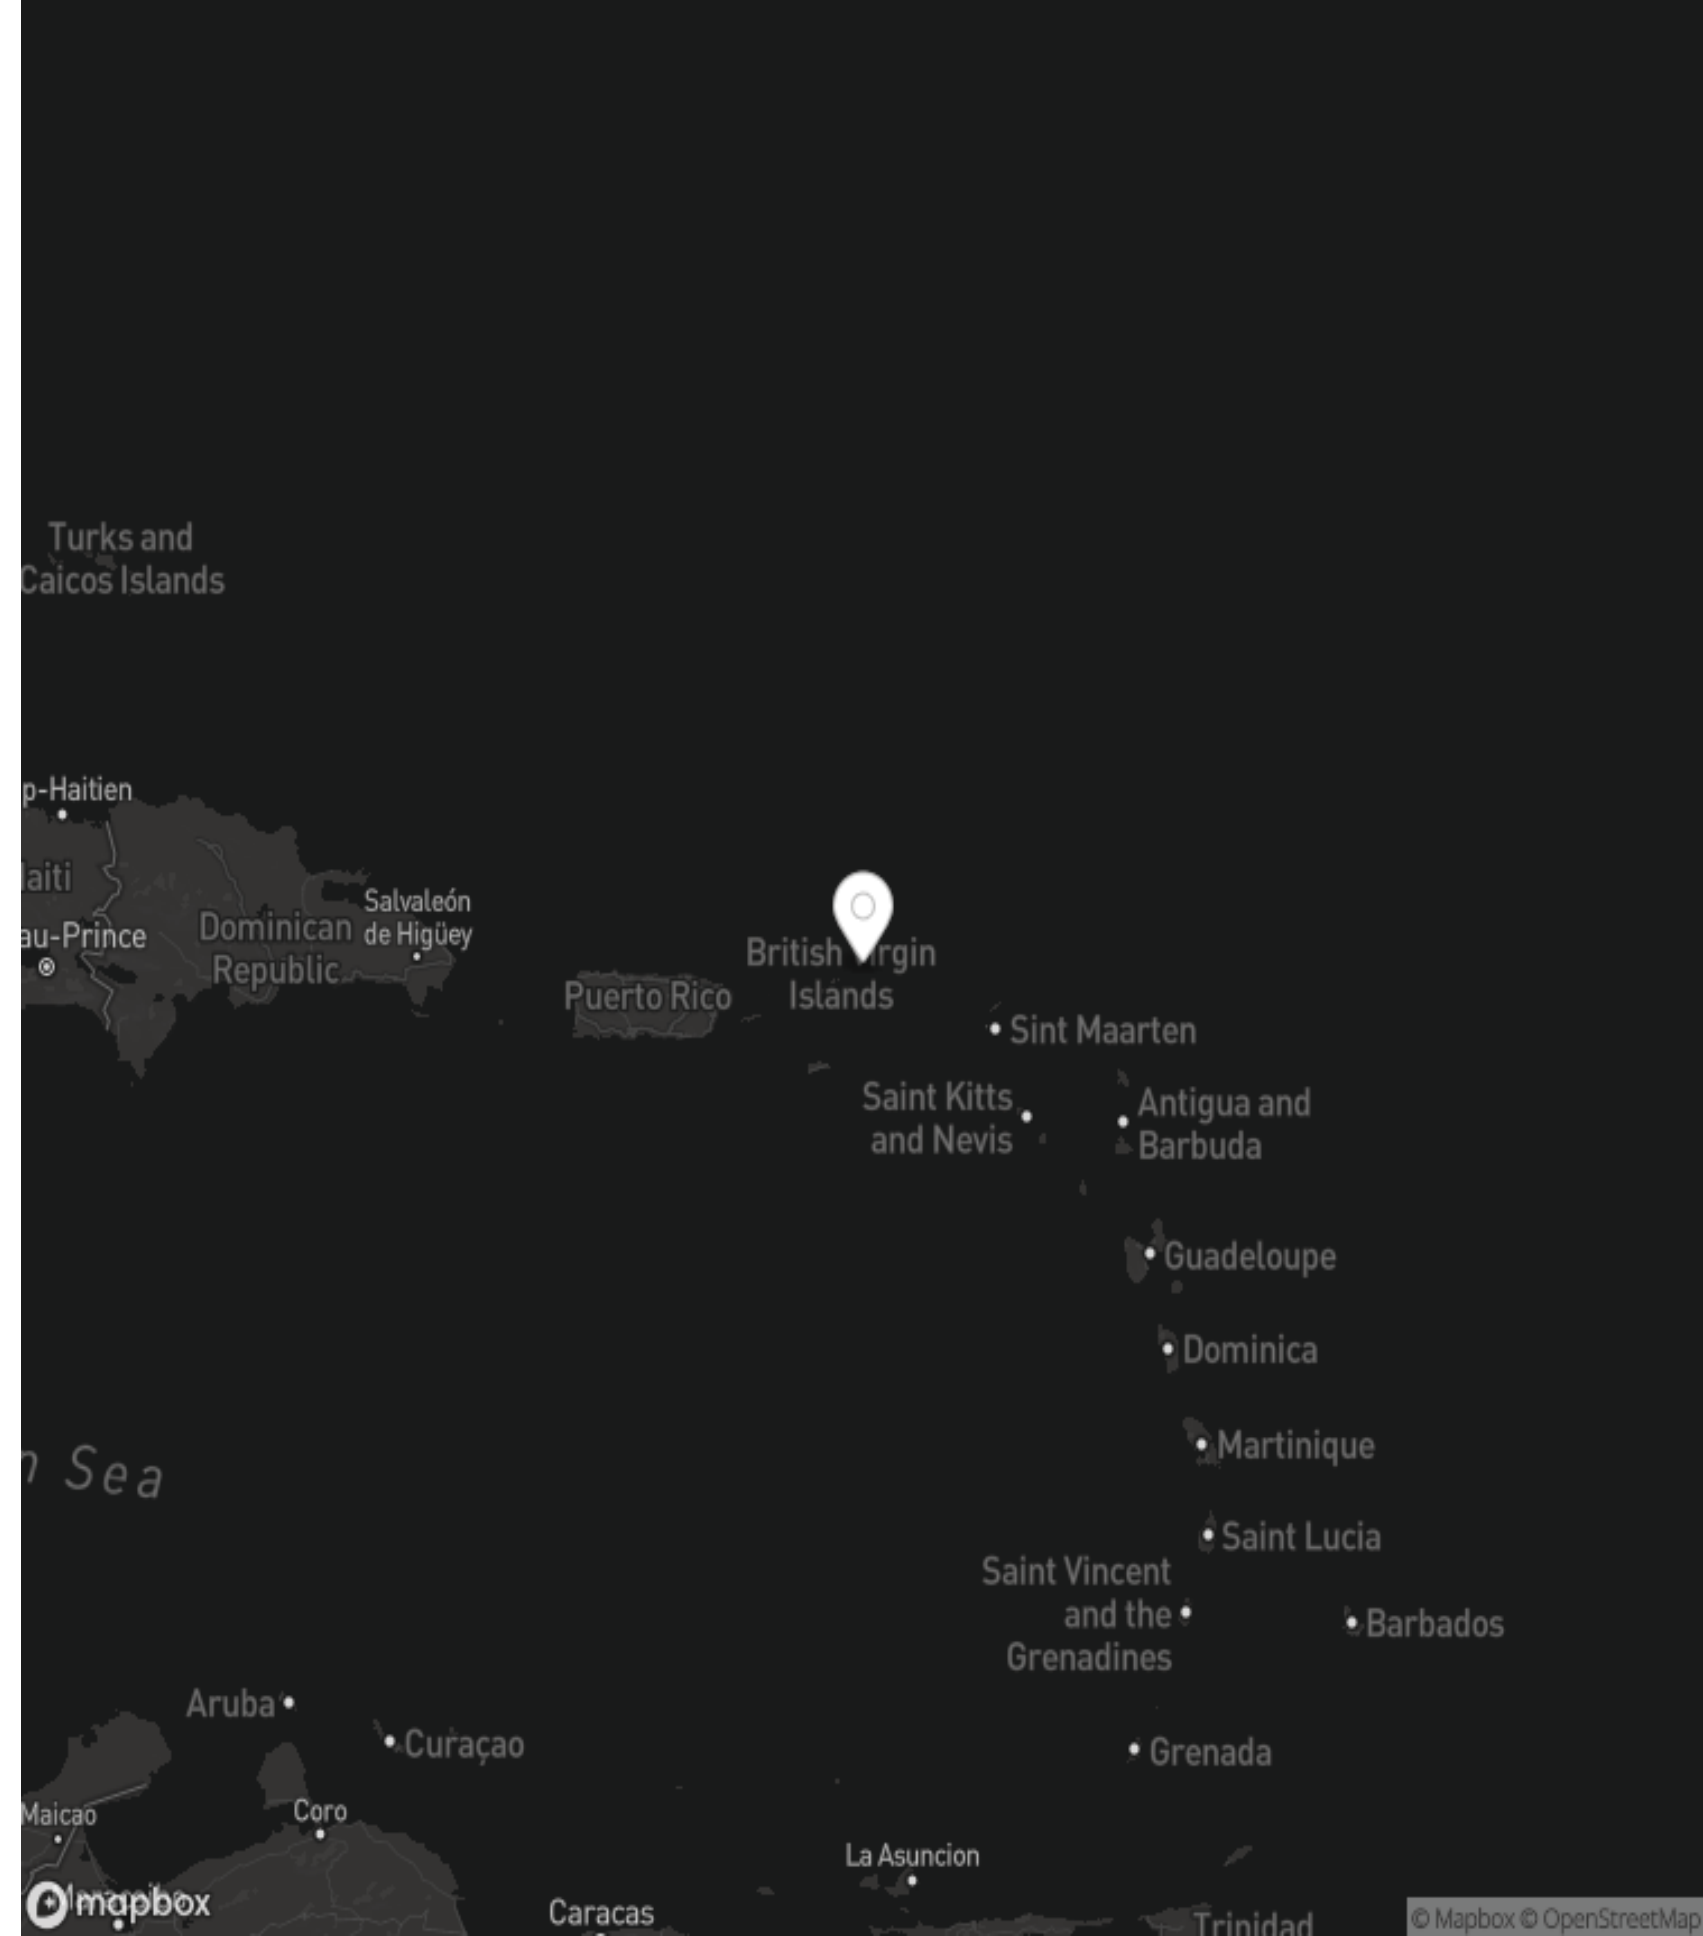 Turks and
Caicos Islands
p-Haitien
aiti
au-Prince
Dominican
Republic
Salvaleón
de Higüey
Puerto Rico
British Virgin
Islands
Sint Maarten
Saint Kitts
and Nevis
Antigua and
Barbuda
Guadeloupe
Dominica
n Sea
Martinique
Saint Lucia
Saint Vincent
and the
Grenadines
Barbados
Aruba
Curaçao
Grenada
Maicao
Coro
La Asuncion
Maracaibo
mapbox
Caracas
Trinidad
© Mapbox © OpenStreetMap